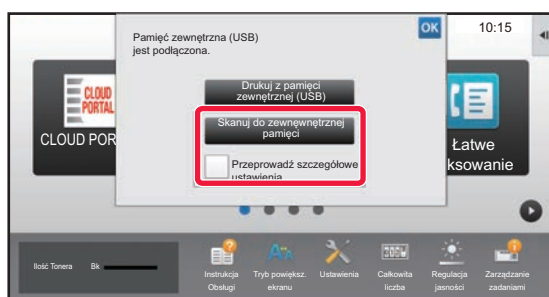 Pamięć zewnętrzna (USB)
jest podłączona.
OK
10:15
Drukuj z pamięci
zewnętrznej (USB)
Skanuj do zewnęwnętrznej
pamięci
Przeprowadź szczegółowe
ustawienia
CLOUD
PORTAL
CLOUD POR
Łatwe
ksowanie
Ilość Tonera Bk
Instrukcja
Obsługi
Tryb powiększ.
ekranu
Ustawienia
Całkowita
liczba
Regulacja
jasności
Zarządzanie
zadaniami